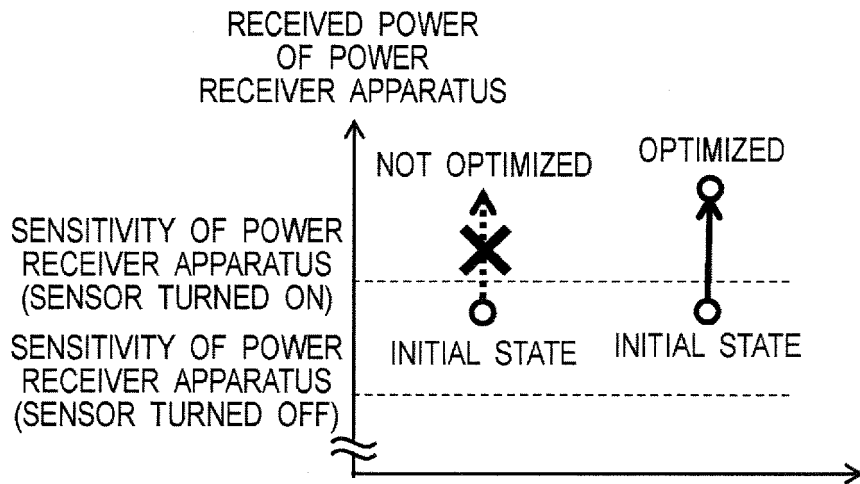 RECEIVED POWER
OF POWER
RECEIVER APPARATUS
NOT OPTIMIZED
OPTIMIZED
SENSITIVITY OF POWER
RECEIVER APPARATUS
(SENSOR TURNED ON)
INITIAL STATE
INITIAL STATE
SENSITIVITY OF POWER
RECEIVER APPARATUS
(SENSOR TURNED OFF)